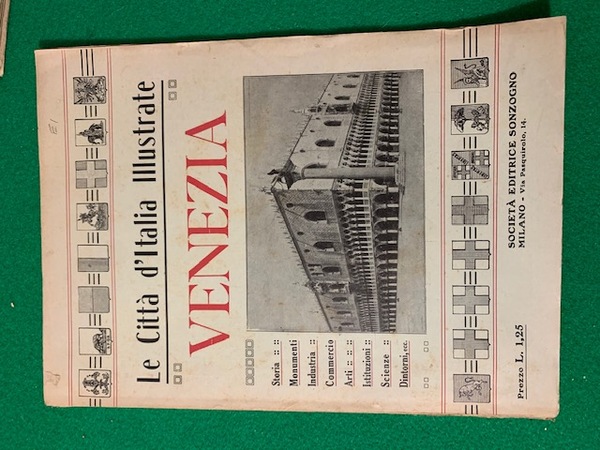 Le Città d'Italia Illustrate
VENEZIA
Storia :: ::
Monumenti
Industria ::
Commercio
Arti :: :: ::
Istituzioni ::
Scienze ::
Dintorni, ecc.
SOCIETÀ EDITRICE SONZOGNO
MILANO - Via Pasquirolo, 14.
Prezzo L. 1,25